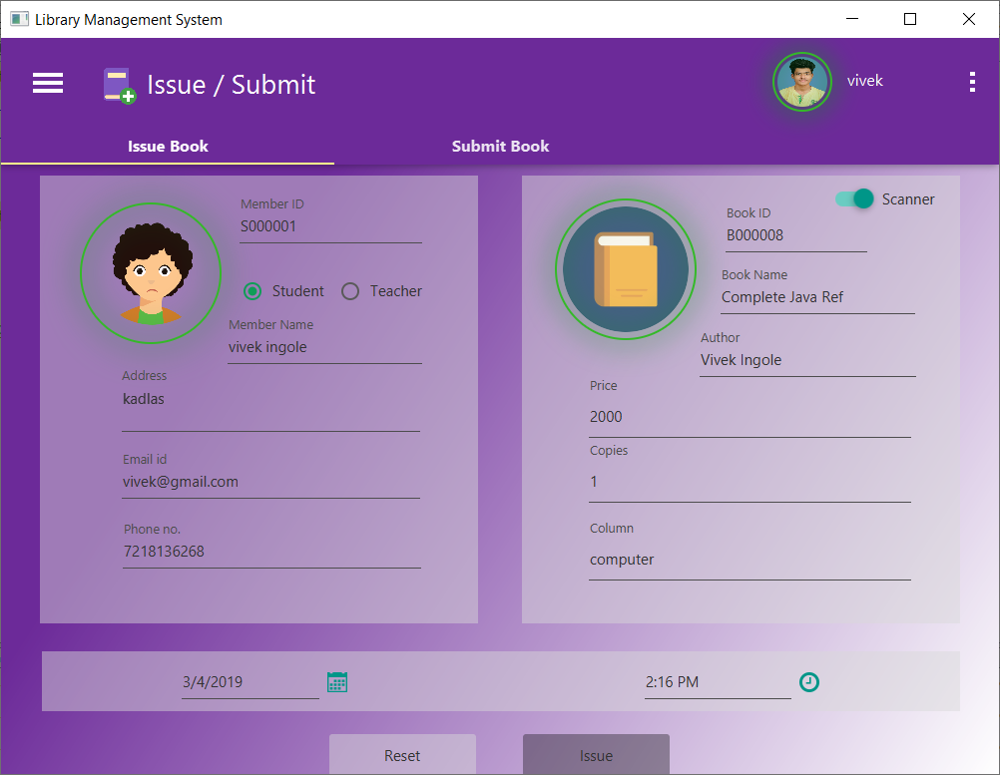 Library Management System
Issue / Submit
vivek
Issue Book
Submit Book
Member ID
S000001
Student
Teacher
Member Name
vivek ingole
Address
kadlas
Email id
vivek@gmail.com
Phone no.
7218136268
Scanner
Book ID
B000008
Book Name
Complete Java Ref
Author
Vivek Ingole
Price
2000
Copies
1
Column
computer
3/4/2019
2:16 PM
Reset
Issue